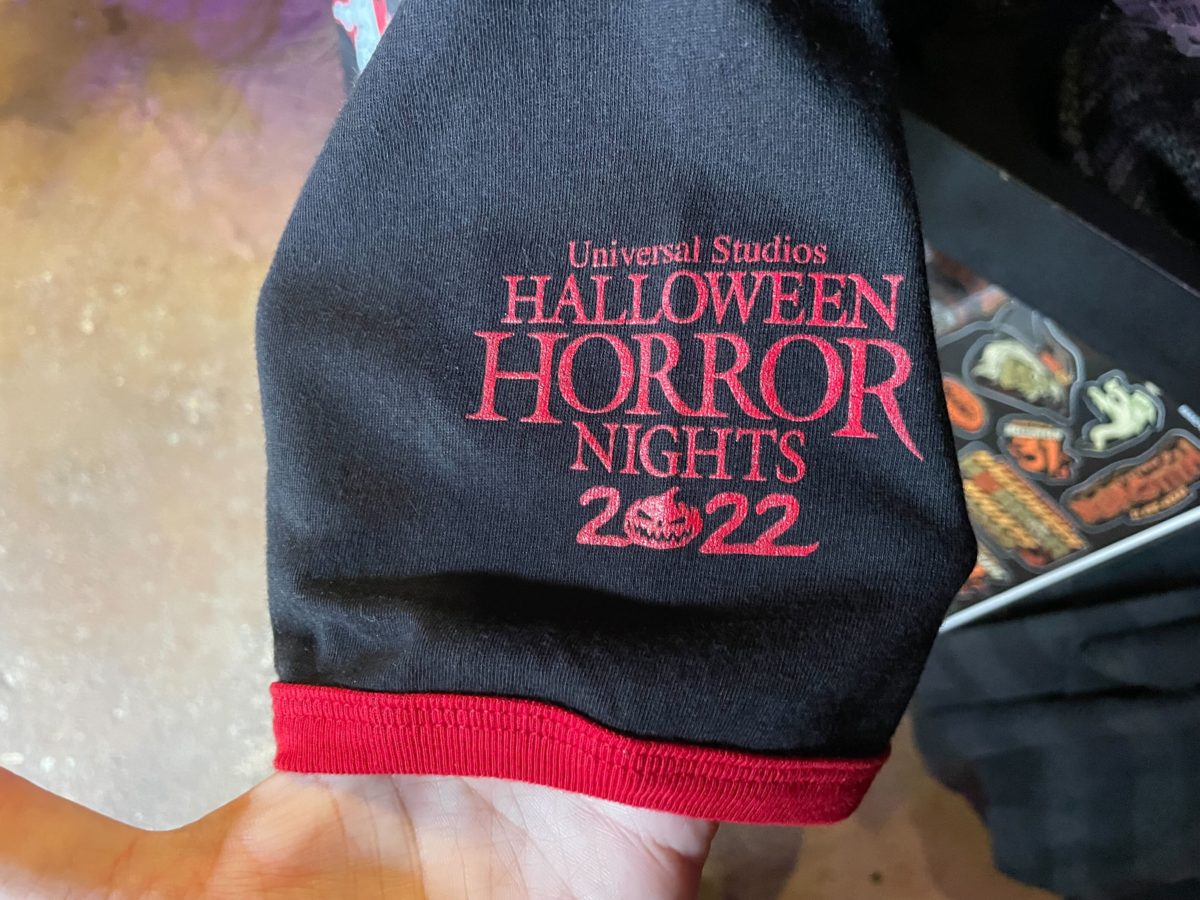 Universal Studios
HALLOWEEN
HORROR
NIGHTS
2022